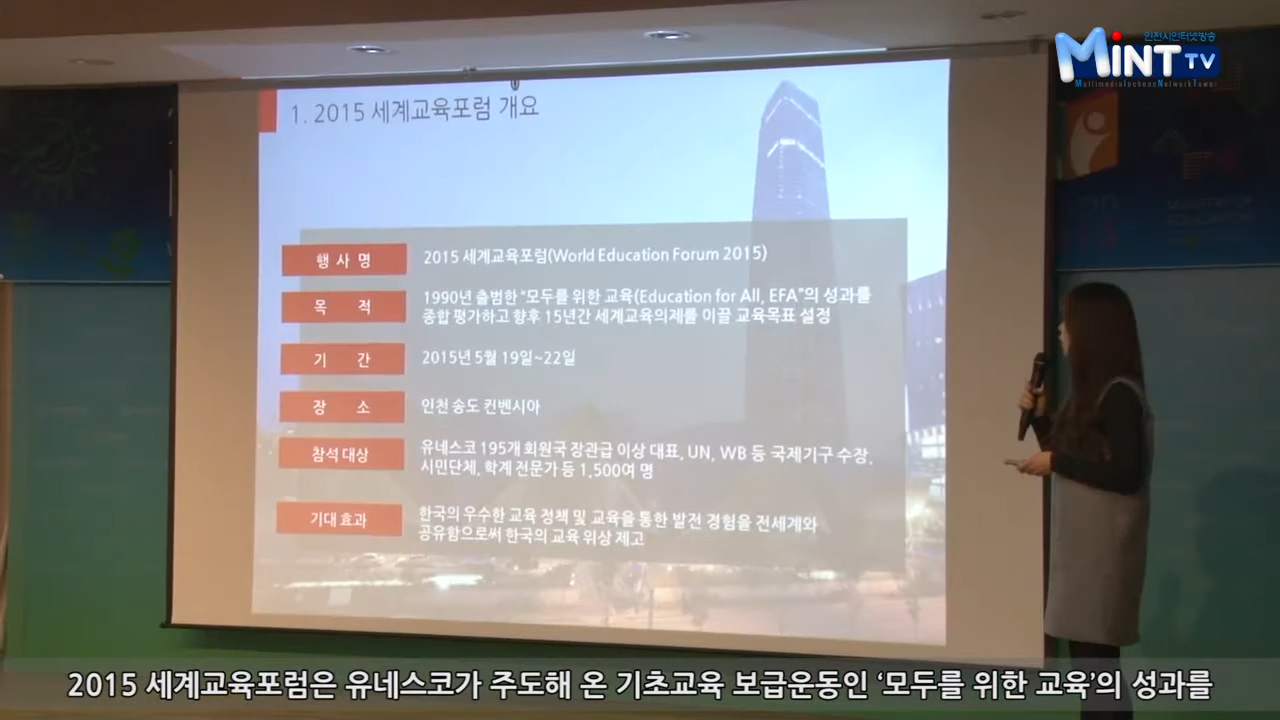 인천시인터넷방송
MINT TV
MultimediaIncheonNetworkTower
1. 2015 세계교육포럼 개요
행 사 명
2015 세계교육포럼(World Education Forum 2015)
목 적
1990년 출범한 “모두를 위한 교육(Education for All, EFA”의 성과를
종합 평가하고 향후 15년간 세계교육의제를 이끌 교육목표 설정
기 간
2015년 5월 19일~22일
장 소
인천 송도 컨벤시아
참석 대상
유네스코 195개 회원국 장관급 이상 대표, UN, WB 등 국제기구 수장,
시민단체, 학계 전문가 등 1,500여 명
기대 효과
한국의 우수한 교육 정책 및 교육을 통한 발전 경험을 전세계와
공유함으로써 한국의 교육 위상 제고
2015 세계교육포럼은 유네스코가 주도해 온 기초교육 보급운동인 ‘모두를 위한 교육’의 성과를